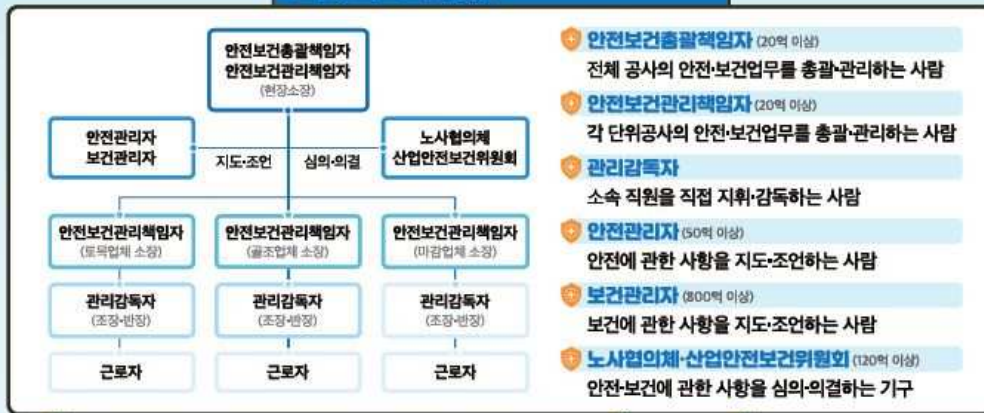 안전보건총괄책임자
안전보건관리책임자
(현장소장)
안전관리자
보건관리자
지도·조언
심의·의결
노사협의체
산업안전보건위원회
안전보건관리책임자
(토목업체 소장)
안전보건관리책임자
(골조업체 소장)
안전보건관리책임자
(마감업체 소장)
관리감독자
(조장·반장)
관리감독자
(조장·반장)
관리감독자
(조장·반장)
근로자
근로자
근로자
안전보건총괄책임자 (20억 이상)
전체 공사의 안전·보건업무를 총괄·관리하는 사람
안전보건관리책임자 (20억 이상)
각 단위공사의 안전·보건업무를 총괄·관리하는 사람
관리감독자
소속 직원을 직접 지휘·감독하는 사람
안전관리자 (50억 이상)
안전에 관한 사항을 지도·조언하는 사람
보건관리자 (800억 이상)
보건에 관한 사항을 지도·조언하는 사람
노사협의체·산업안전보건위원회 (120억 이상)
안전·보건에 관한 사항을 심의·의결하는 기구